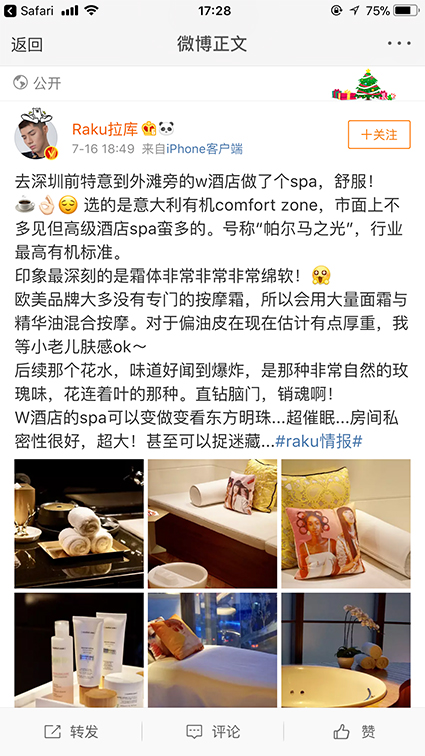 Safari 17:28 75%
返回 微博正文
公开
Raku拉库
7-16 18:49 来自iPhone客户端
+关注
去深圳前特意到外滩旁的w酒店做了个spa，舒服！
选的是意大利有机comfort zone，市面上不
多见但高级酒店spa蛮多的。号称“帕尔马之光”，行业
最高有机标准。
印象最深刻的是霜体非常非常非常绵软！
欧美品牌大多没有专门的按摩霜，所以会用大量面霜与
精华油混合按摩。对于偏油皮在现在估计有点厚重，我
等小老儿肤感ok～
后续那个花水，味道好闻到爆炸，是那种非常自然的玫
瑰味，花连着叶的那种。直钻脑门，销魂啊！
W酒店的spa可以变做变看东方明珠...超催眠...房间私
密性很好，超大！甚至可以捉迷藏...#raku情报#
转发 评论 赞